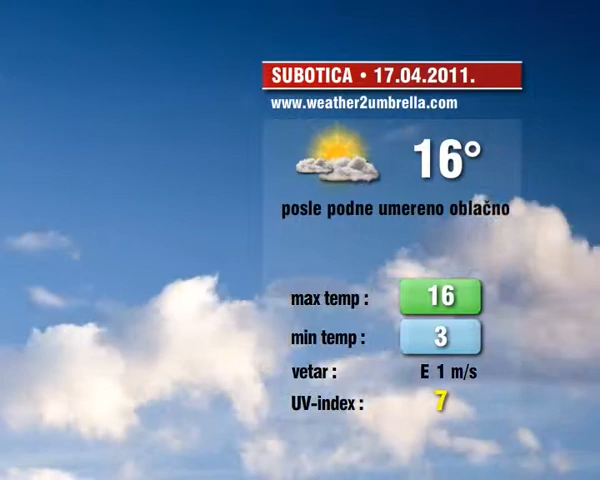 SUBOTICA • 17.04.2011.
www.weather2umbrella.com
16°
posle podne umereno oblačno
max temp : 16
min temp : 3
vetar : E 1 m/s
UV-index : 7